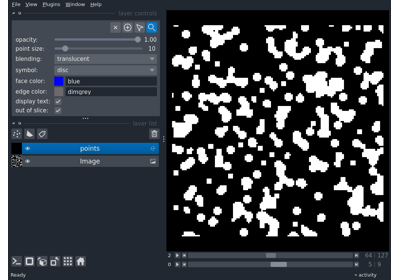 File View Plugins Window Help
layer controls
opacity: 1.00
point size: 10
blending: translucent
symbol: disc
face color: blue
edge color: dimgrey
display text:
out of slice:
layer list
points
Image
2 64 127
0 5 9
Ready activity